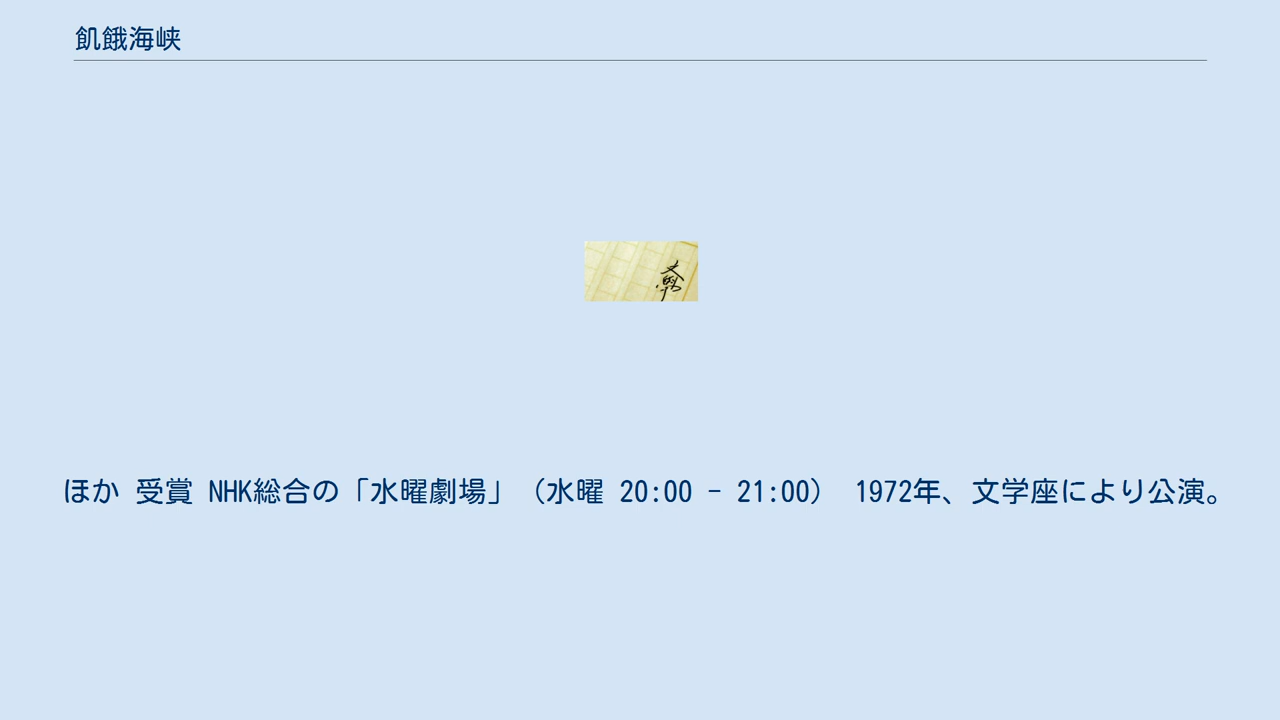 飢餓海峡
ほか 受賞 NHK総合の「水曜劇場」（水曜 20:00 - 21:00） 1972年、文学座により公演。